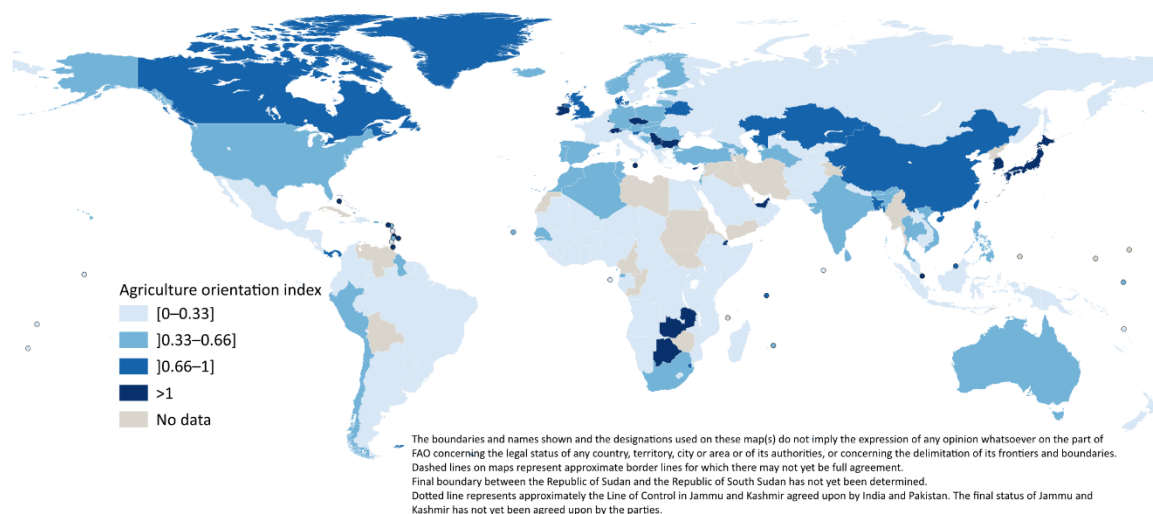 Agriculture orientation index
[0–0.33]
]0.33–0.66]
]0.66–1]
>1
No data
The boundaries and names shown and the designations used on these map(s) do not imply the expression of any opinion whatsoever on the part of
FAO concerning the legal status of any country, territory, city or area or of its authorities, or concerning the delimitation of its frontiers and boundaries.
Dashed lines on maps represent approximate border lines for which there may not yet be full agreement.
Final boundary between the Republic of Sudan and the Republic of South Sudan has not yet been determined.
Dotted line represents approximately the Line of Control in Jammu and Kashmir agreed upon by India and Pakistan. The final status of Jammu and
Kashmir has not yet been agreed upon by the parties.